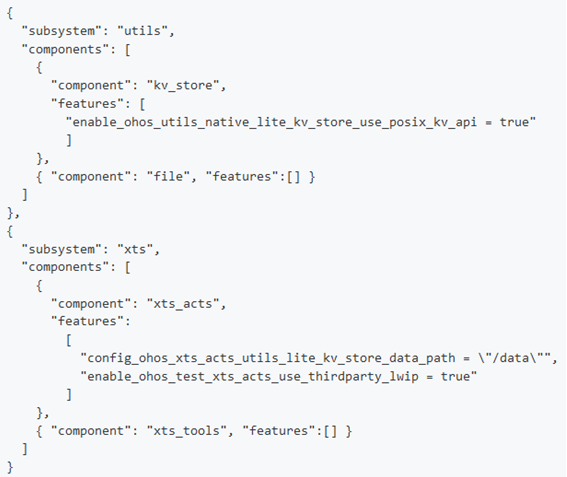 {
  "subsystem": "utils",
  "components": [
    {
      "component": "kv_store",
      "features": [
        "enable_ohos_utils_native_lite_kv_store_use_posix_kv_api = true"
        ]
    },
    { "component": "file", "features":[] }
  ]
},
{
  "subsystem": "xts",
  "components": [
    {
      "component": "xts_acts",
      "features":
        [
          "config_ohos_xts_acts_utils_lite_kv_store_data_path = \"/data\"",
          "enable_ohos_test_xts_acts_use_thirdparty_lwip = true"
        ]
    },
    { "component": "xts_tools", "features":[] }
  ]
}